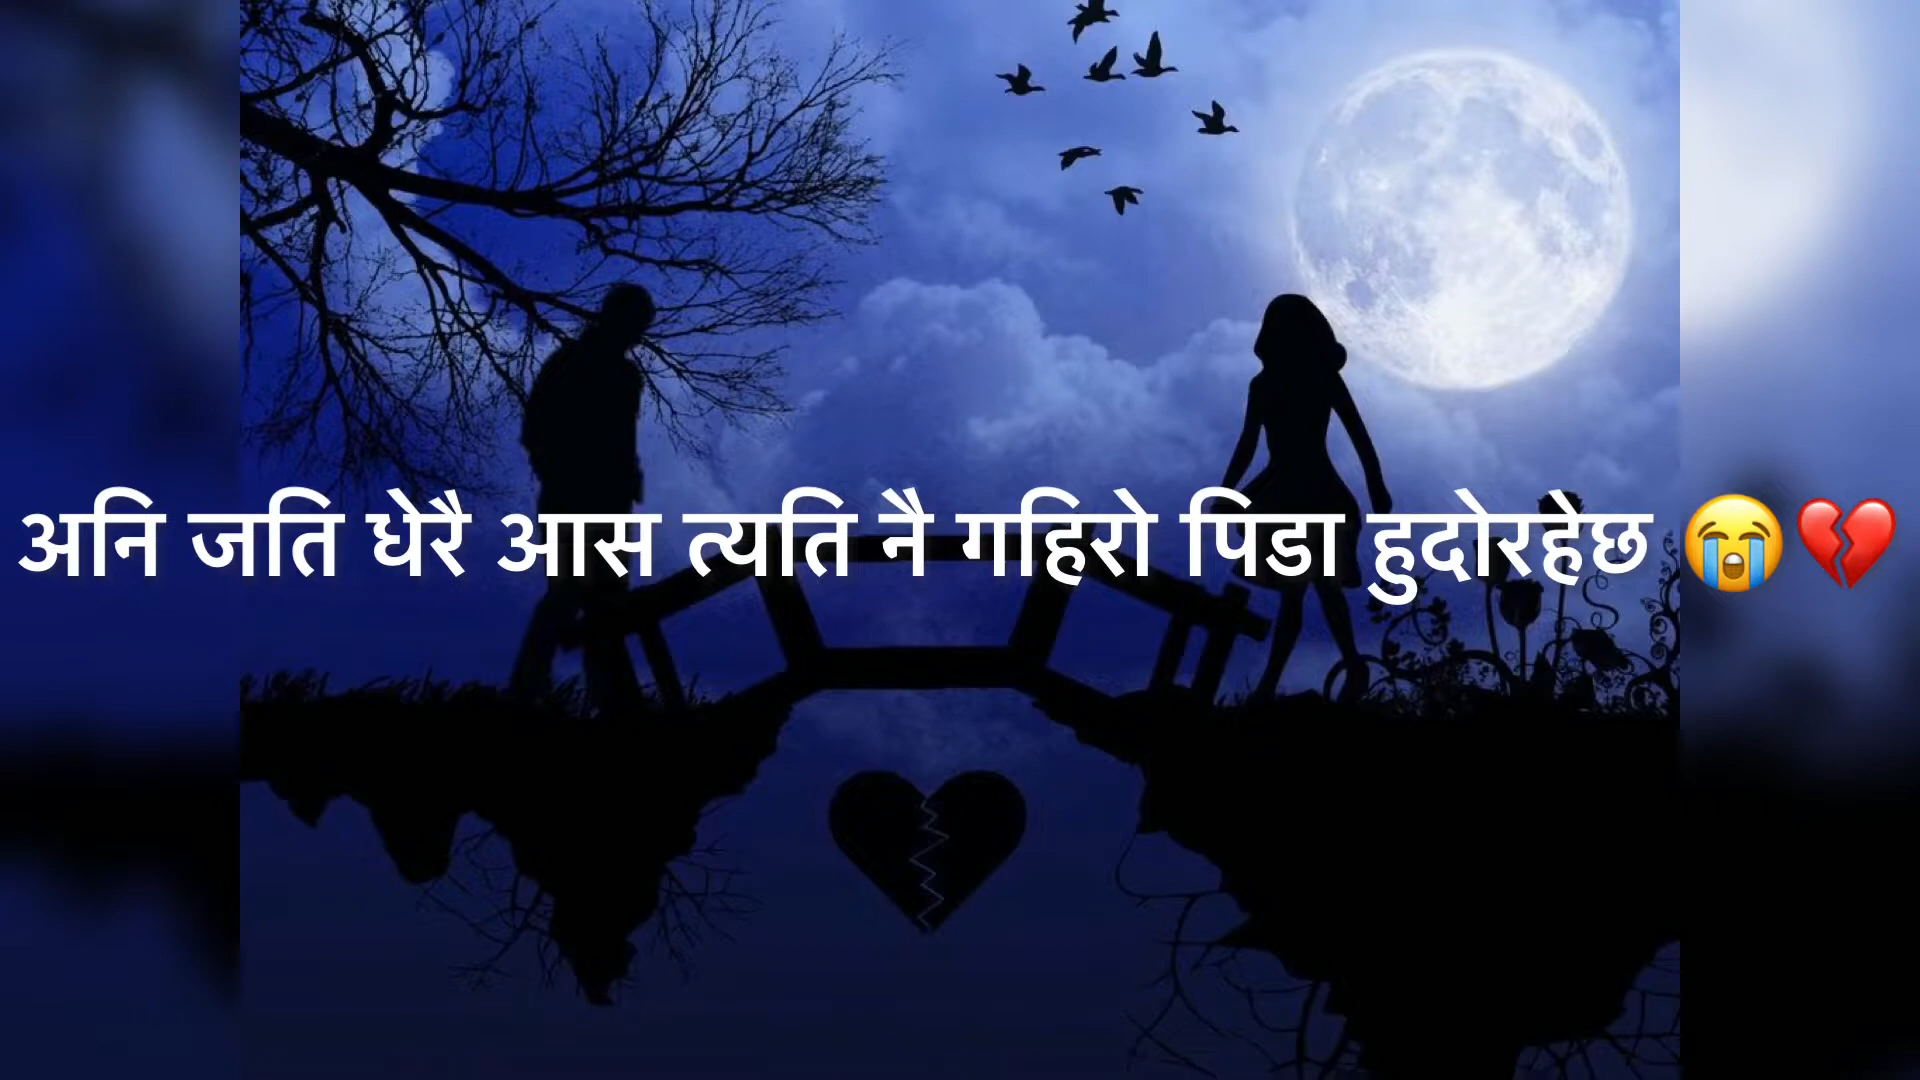 अनि जति धेरै आस त्यति नै गहिरो पिडा हुदोरहेछ 😭💔